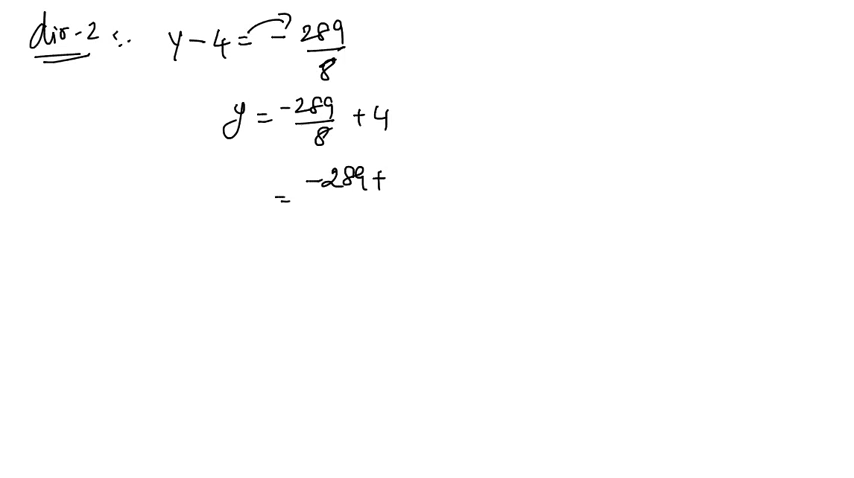 dir-2 :- y - 4 = - 289/8
y = -289/8 + 4
= -289 +